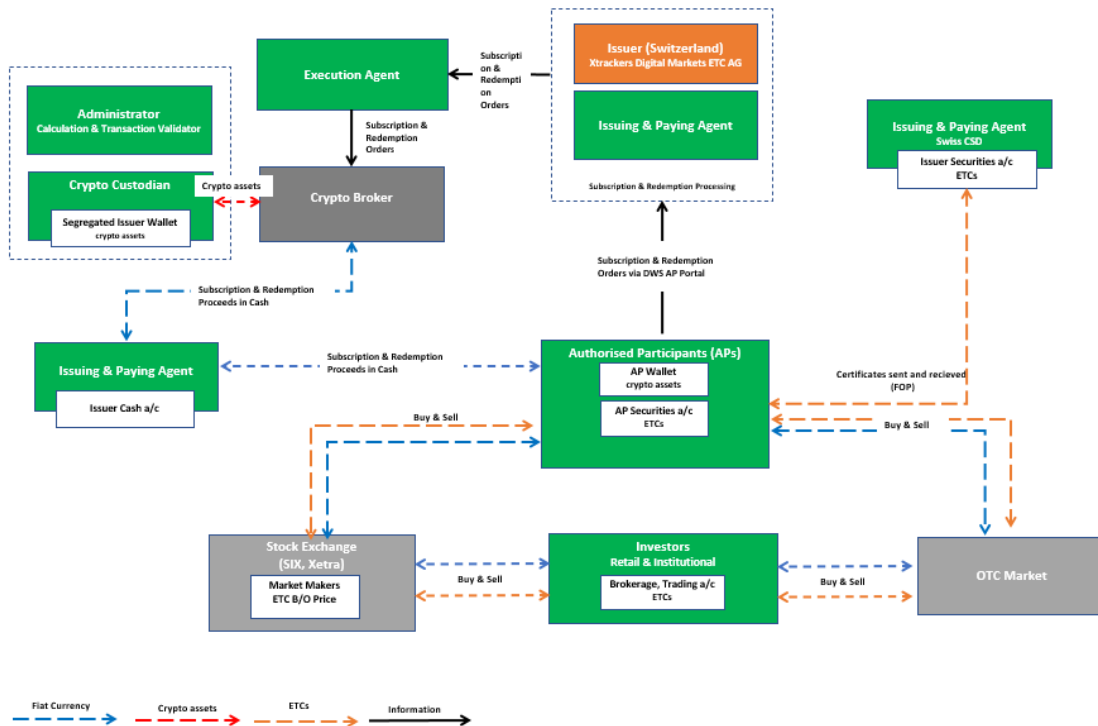 Issuer (Switzerland)
Xtrackers Digital Markets ETC AG
Execution Agent
Subscripti
on &
Redempti
on
Orders
Administrator
Calculation & Transaction Validator
Issuing & Paying Agent
Issuing & Paying Agent
Swiss CSD
Issuer Securities a/c
ETCs
Subscription &
Redemption
Orders
Crypto Custodian
Crypto assets
Segregated Issuer Wallet
crypto assets
Crypto Broker
Subscription & Redemption Processing
Subscription & Redemption
Orders via DWS AP Portal
Subscription & Redemption
Proceeds in Cash
Issuing & Paying Agent
Issuer Cash a/c
Subscription & Redemption
Proceeds in Cash
Authorised Participants (APs)
AP Wallet
crypto assets
AP Securities a/c
ETCs
Certificates sent and recieved
(FOP)
Buy & Sell
Buy & Sell
Stock Exchange
(SIX, Xetra)
Market Makers
ETC B/O Price
Buy & Sell
Investors
Retail & Institutional
Brokerage, Trading a/c
ETCs
Buy & Sell
OTC Market
Fiat Currency
Crypto assets
ETCs
Information